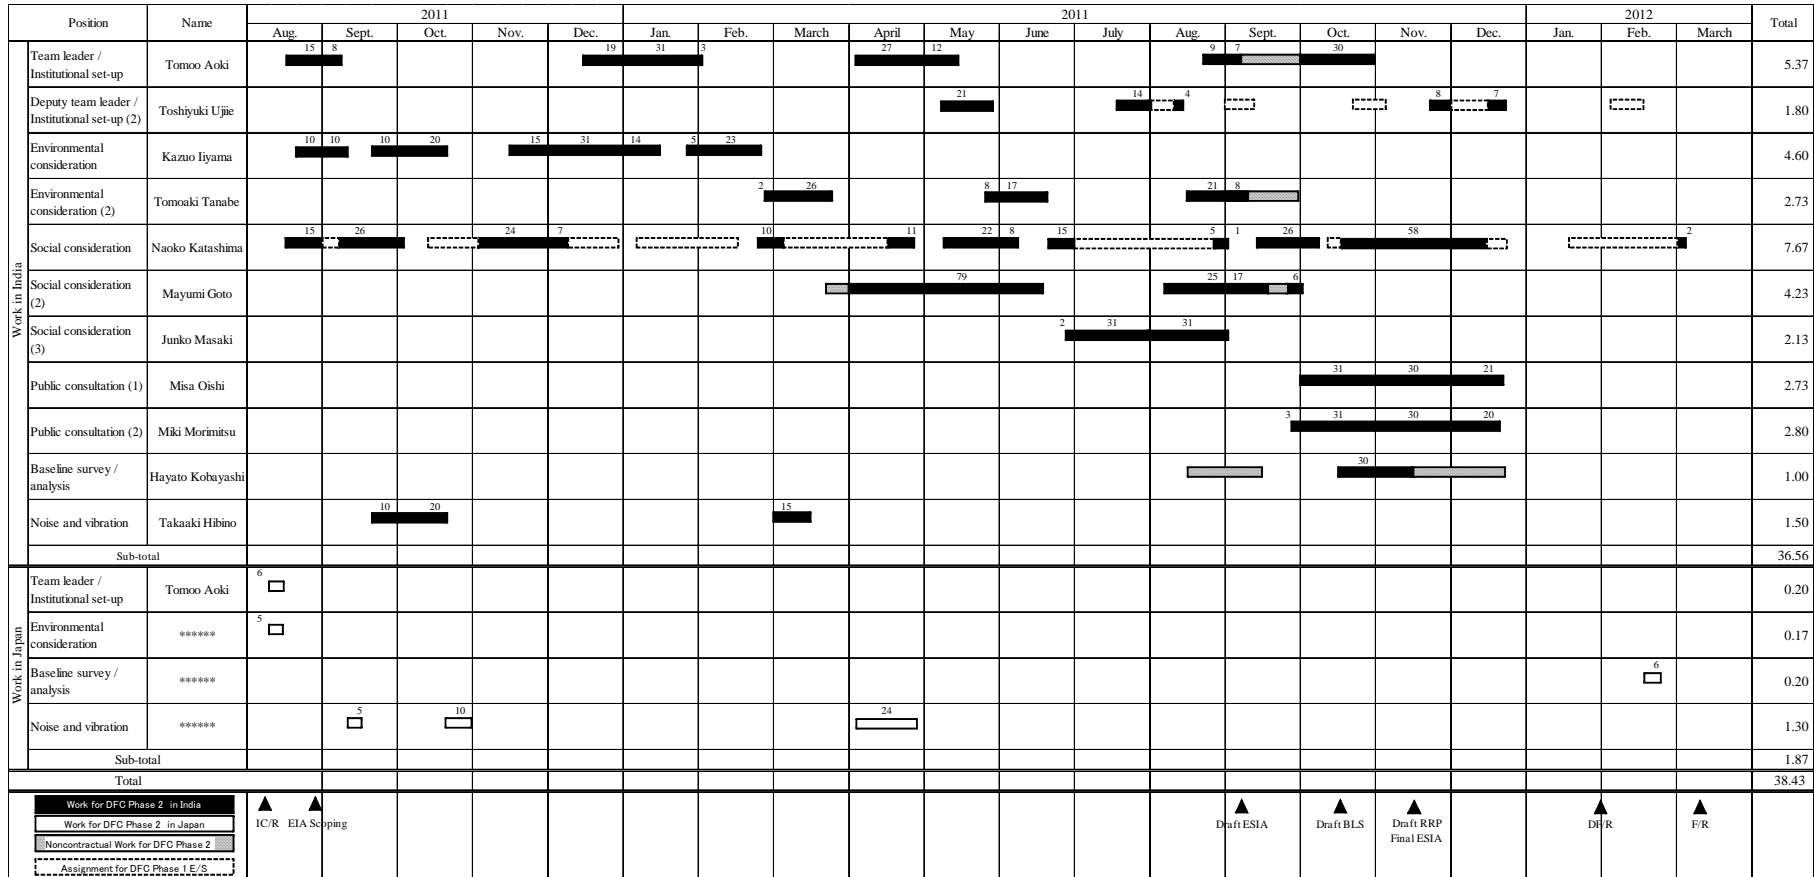 Position Name 2011 2011 2012 Total
Aug. Sept. Oct. Nov. Dec. Jan. Feb. March April May June July Aug. Sept. Oct. Nov. Dec. Jan. Feb. March
Work in India
Team leader /
Institutional set-up
Tomoo Aoki 15 8 19 31 3 27 12 9 7 30 5.37
Deputy team leader /
Institutional set-up (2)
Toshiyuki Ujiie 21 14 4 8 7 1.80
Environmental
consideration
Kazuo Iiyama 10 10 10 20 15 31 14 5 23 4.60
Environmental
consideration (2)
Tomoaki Tanabe 2 26 8 17 21 8 2.73
Social consideration Naoko Katashima 15 26 24 7 10 11 22 8 15 5 1 26 58 2 7.67
Social consideration
(2)
Mayumi Goto 79 25 17 6 4.23
Social consideration
(3)
Junko Masaki 2 31 31 2.13
Public consultation (1) Misa Oishi 31 30 21 2.73
Public consultation (2) Miki Morimitsu 3 31 30 20 2.80
Baseline survey /
analysis
Hayato Kobayashi 30 1.00
Noise and vibration Takaaki Hibino 10 20 15 1.50
Sub-total 36.56
Work in Japan
Team leader /
Institutional set-up
Tomoo Aoki 6 0.20
Environmental
consideration
****** 5 0.17
Baseline survey /
analysis
****** 6 0.20
Noise and vibration ****** 5 10 24 1.30
Sub-total 1.87
Total 38.43
Work for DFC Phase 2 in India
Work for DFC Phase 2 in Japan
Noncontractual Work for DFC Phase 2
Assignment for DFC Phase 1 E/S
IC/R EIA Scoping Draft ESIA Draft BLS Draft RRP DF/R F/R
Final ESIA